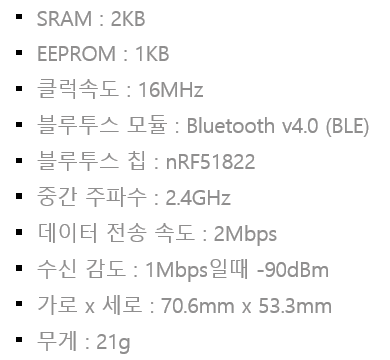 ▪ SRAM : 2KB
▪ EEPROM : 1KB
▪ 클럭속도 : 16MHz
▪ 블루투스 모듈 : Bluetooth v4.0 (BLE)
▪ 블루투스 칩 : nRF51822
▪ 중간 주파수 : 2.4GHz
▪ 데이터 전송 속도 : 2Mbps
▪ 수신 감도 : 1Mbps일때 -90dBm
▪ 가로 x 세로 : 70.6mm x 53.3mm
▪ 무게 : 21g